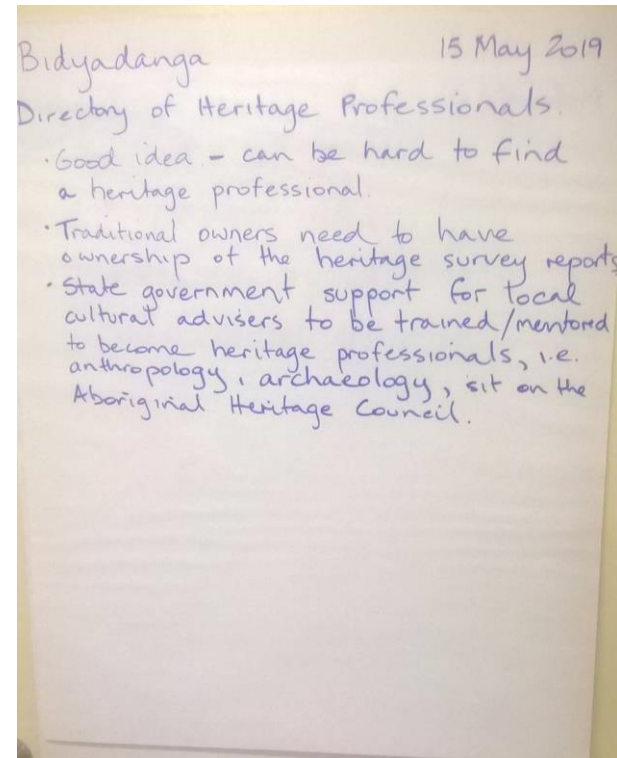 Bidyadanga 15 May 2019
Directory of Heritage Professionals.
· Good idea - can be hard to find
a heritage professional.
· Traditional owners need to have
ownership of the heritage survey reports
· State government support for local
cultural advisers to be trained/mentored
to become heritage professionals, i.e.
anthropology, archaeology, sit on the
Aboriginal Heritage Council.